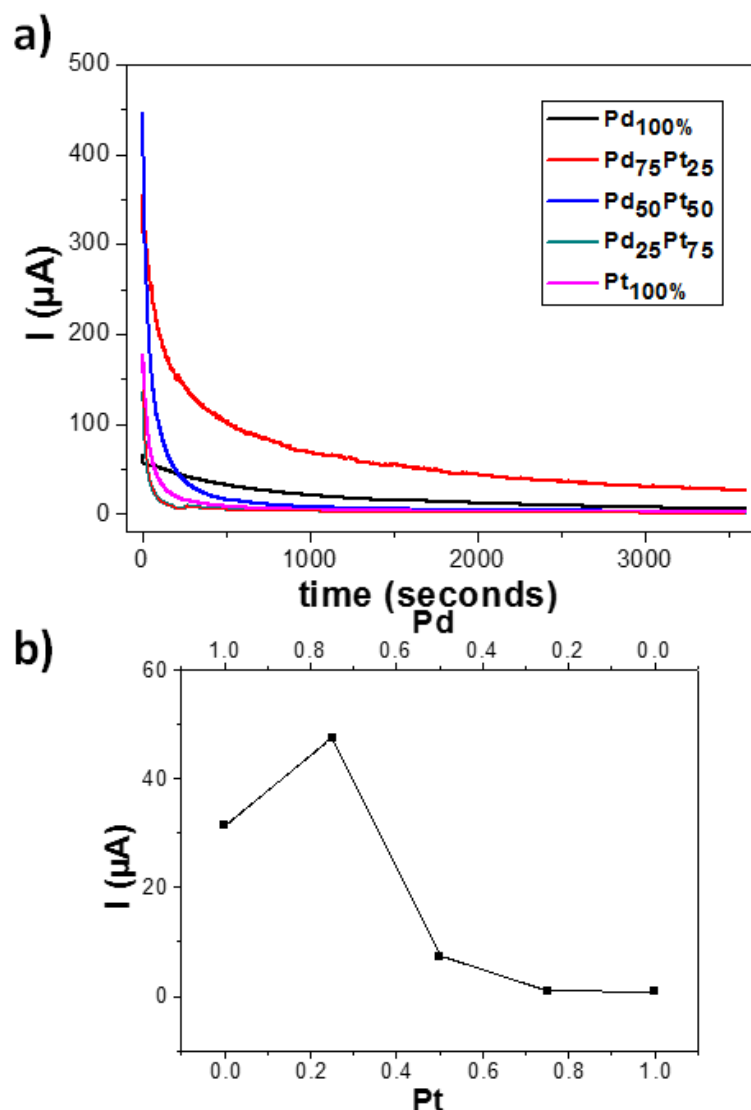 a)
500
400
300
200
100
0
I (μA)
Pd100%
Pd75Pt25
Pd50Pt50
Pd25Pt75
Pt100%
0 1000 2000 3000
time (seconds)
b)
Pd
1.0 0.8 0.6 0.4 0.2 0.0
60
40
20
0
I (μA)
0.0 0.2 0.4 0.6 0.8 1.0
Pt